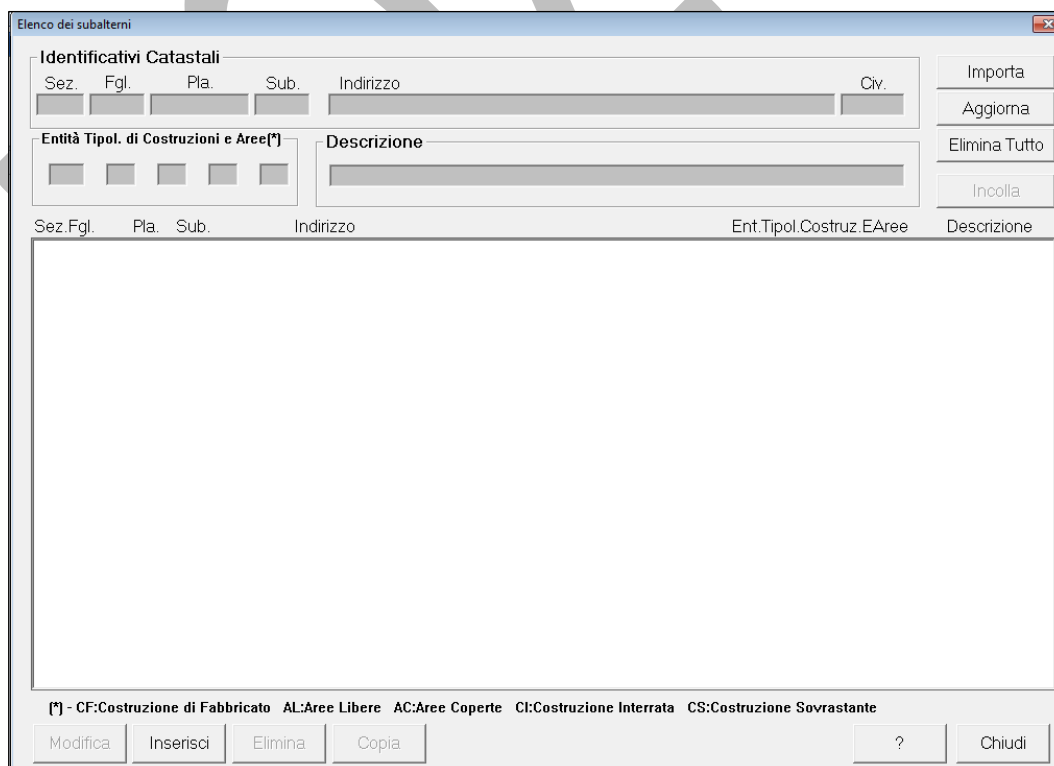 Elenco dei subalterni
Identificativi Catastali
Sez. Fgl. Pla. Sub. Indirizzo Civ.
Importa
Aggiorna
Entità Tipol. di Costruzioni e Aree(*)
Descrizione
Elimina Tutto
Incolla
Sez.Fgl. Pla. Sub. Indirizzo Ent.Tipol.Costruz.EAree Descrizione
(*) - CF:Costruzione di Fabbricato AL:Aree Libere AC:Aree Coperte CI:Costruzione Interrata CS:Costruzione Sovrastante
Modifica Inserisci Elimina Copia ? Chiudi